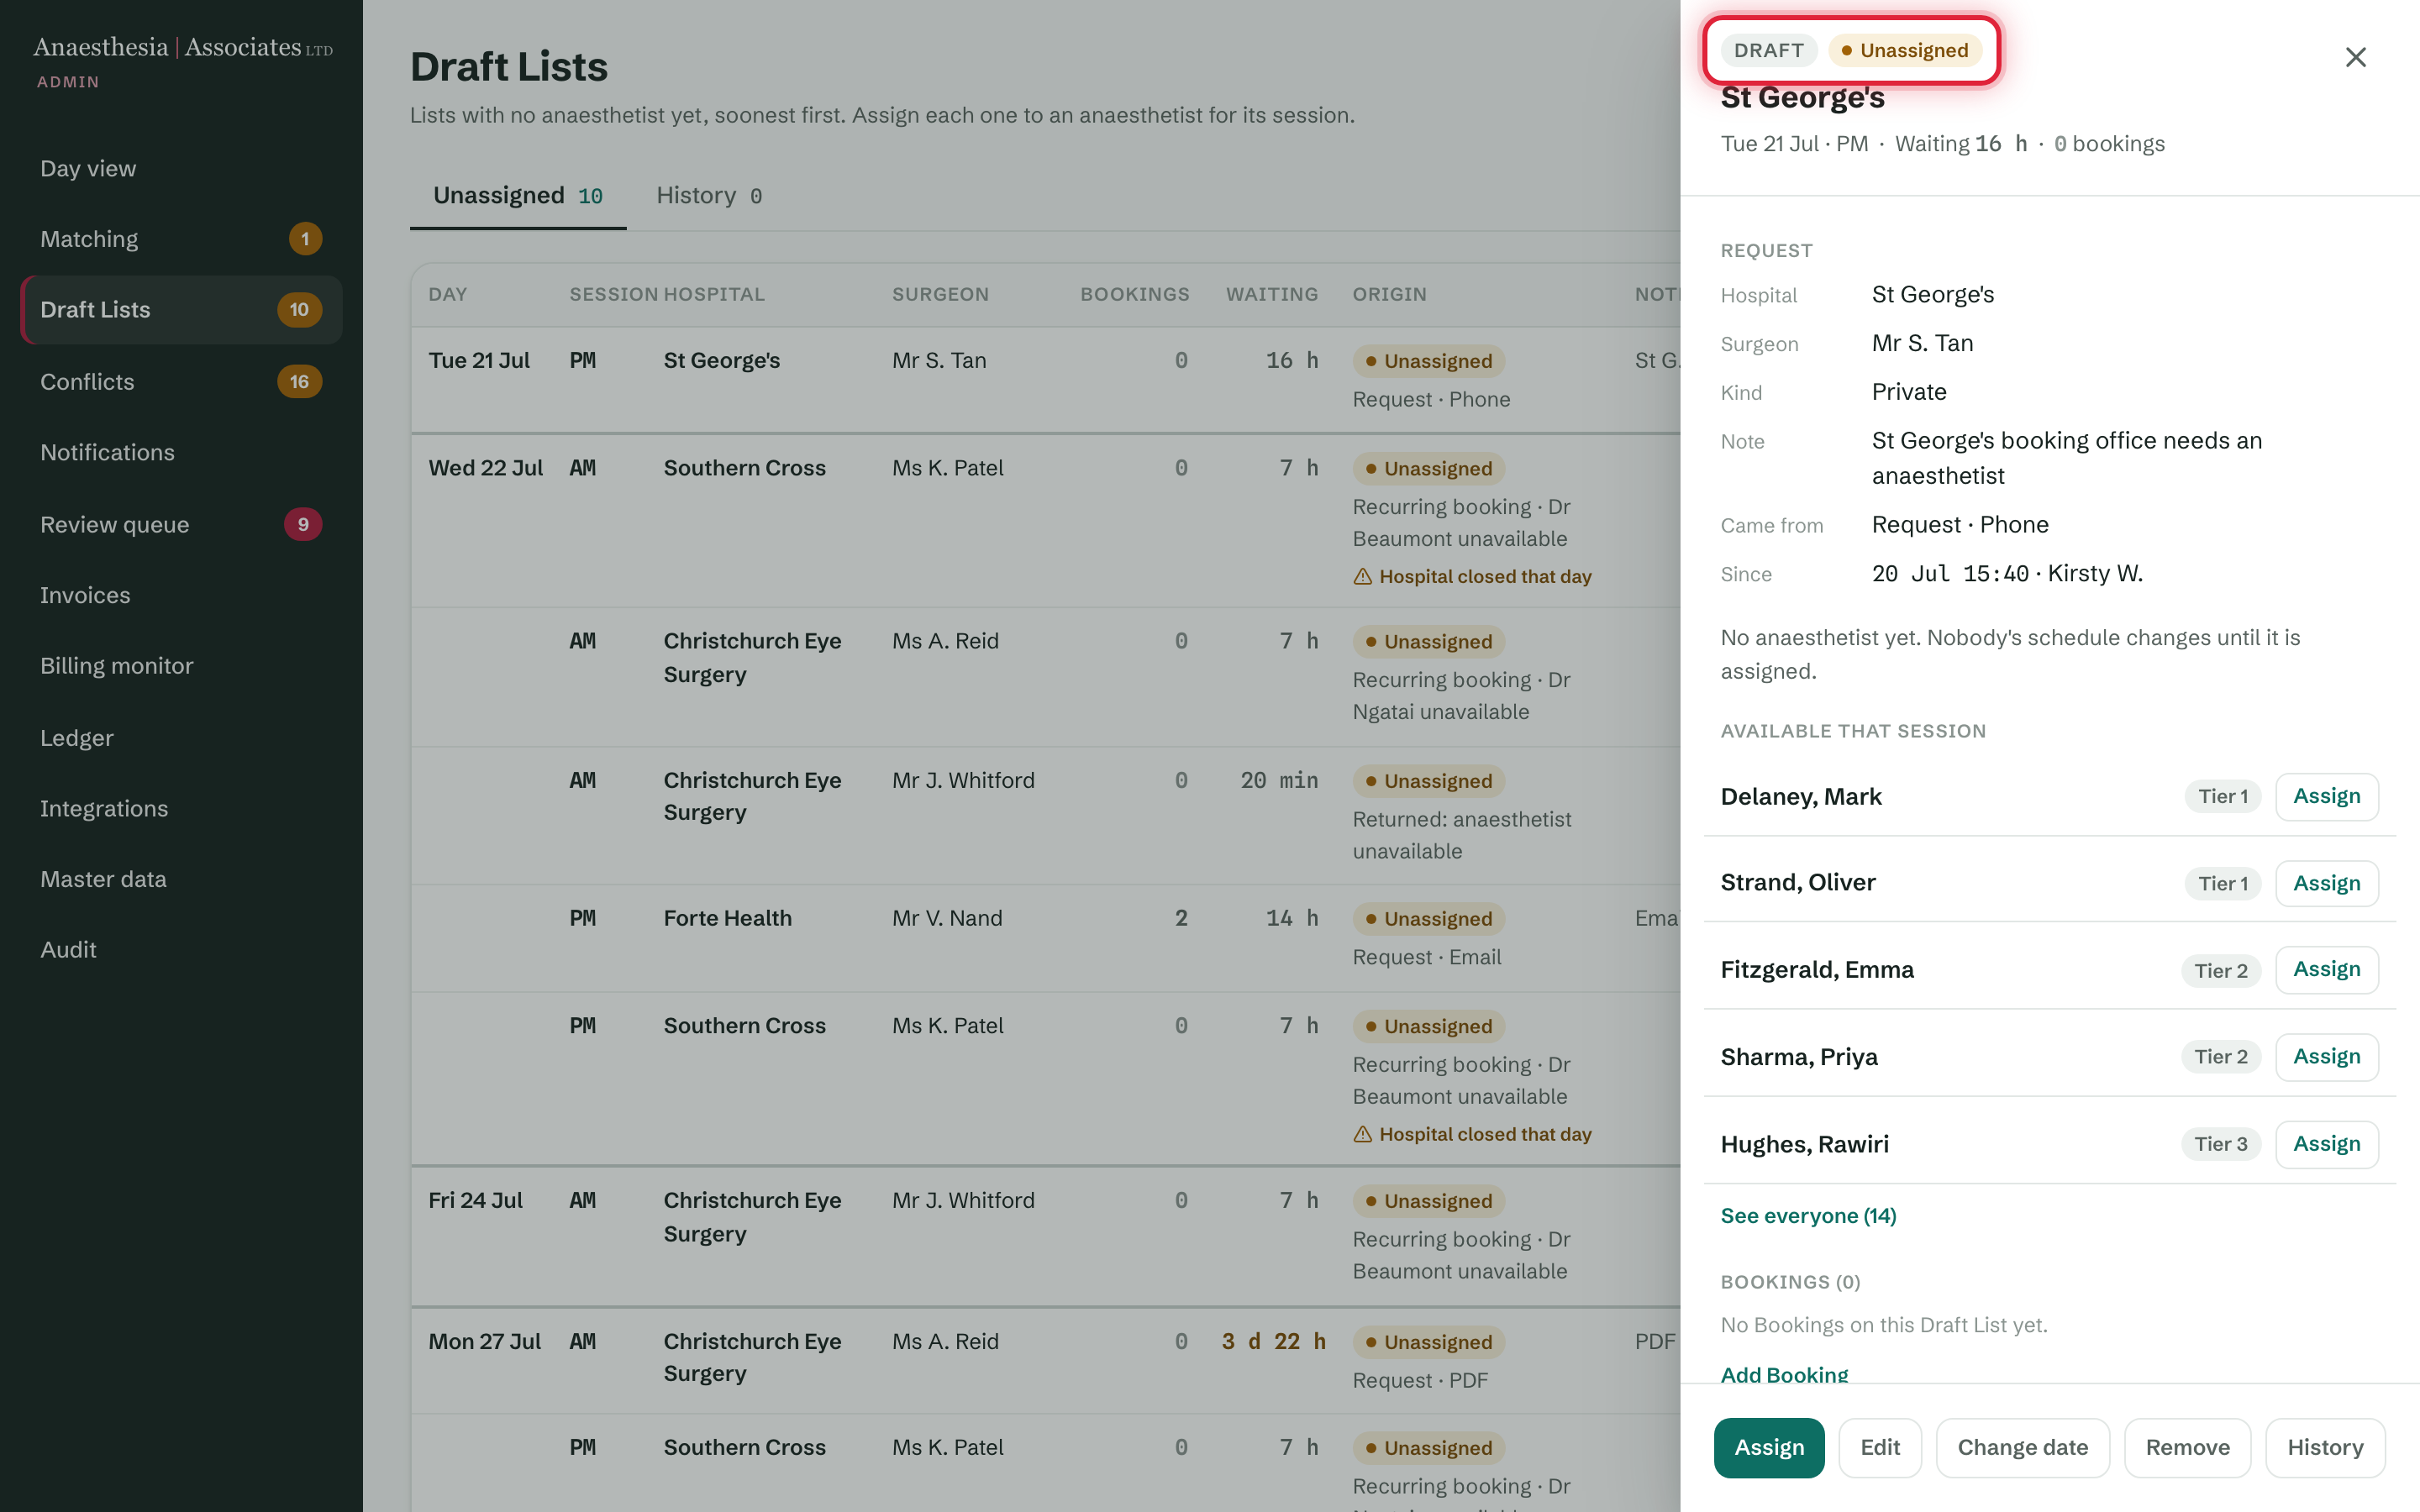 Anaesthesia | Associates LTD
ADMIN
Day view
Matching 1
Draft Lists 10
Conflicts 16
Notifications
Review queue 9
Invoices
Billing monitor
Ledger
Integrations
Master data
Audit
Draft Lists
Lists with no anaesthetist yet, soonest first. Assign each one to an anaesthetist for its session.
Unassigned 10 History 0
DAY SESSION HOSPITAL SURGEON BOOKINGS WAITING ORIGIN
Tue 21 Jul PM St George's Mr S. Tan 0 16 h Unassigned St G.
Request · Phone
Wed 22 Jul AM Southern Cross Ms K. Patel 0 7 h Unassigned
Recurring booking · Dr
Beaumont unavailable
Hospital closed that day
AM Christchurch Eye Ms A. Reid 0 7 h Unassigned
Surgery
Recurring booking · Dr
Ngatai unavailable
AM Christchurch Eye Mr J. Whitford 0 20 min Unassigned
Surgery
Returned: anaesthetist
unavailable
PM Forte Health Mr V. Nand 2 14 h Unassigned
Request · Email
PM Southern Cross Ms K. Patel 0 7 h Unassigned
Recurring booking · Dr
Beaumont unavailable
Hospital closed that day
Fri 24 Jul AM Christchurch Eye Mr J. Whitford 0 7 h Unassigned
Surgery
Recurring booking · Dr
Beaumont unavailable
Mon 27 Jul AM Christchurch Eye Ms A. Reid 0 3 d 22 h Unassigned PDF
Surgery
Request · PDF
PM Southern Cross Ms K. Patel 0 7 h Unassigned
Recurring booking · Dr
DRAFT Unassigned
St George's
Tue 21 Jul · PM · Waiting 16 h · 0 bookings
REQUEST
Hospital St George's
Surgeon Mr S. Tan
Kind Private
Note St George's booking office needs an
anaesthetist
Came from Request · Phone
Since 20 Jul 15:40 · Kirsty W.
No anaesthetist yet. Nobody's schedule changes until it is
assigned.
AVAILABLE THAT SESSION
Delaney, Mark Tier 1 Assign
Strand, Oliver Tier 1 Assign
Fitzgerald, Emma Tier 2 Assign
Sharma, Priya Tier 2 Assign
Hughes, Rawiri Tier 3 Assign
See everyone (14)
BOOKINGS (0)
No Bookings on this Draft List yet.
Add Booking
Assign Edit Change date Remove History